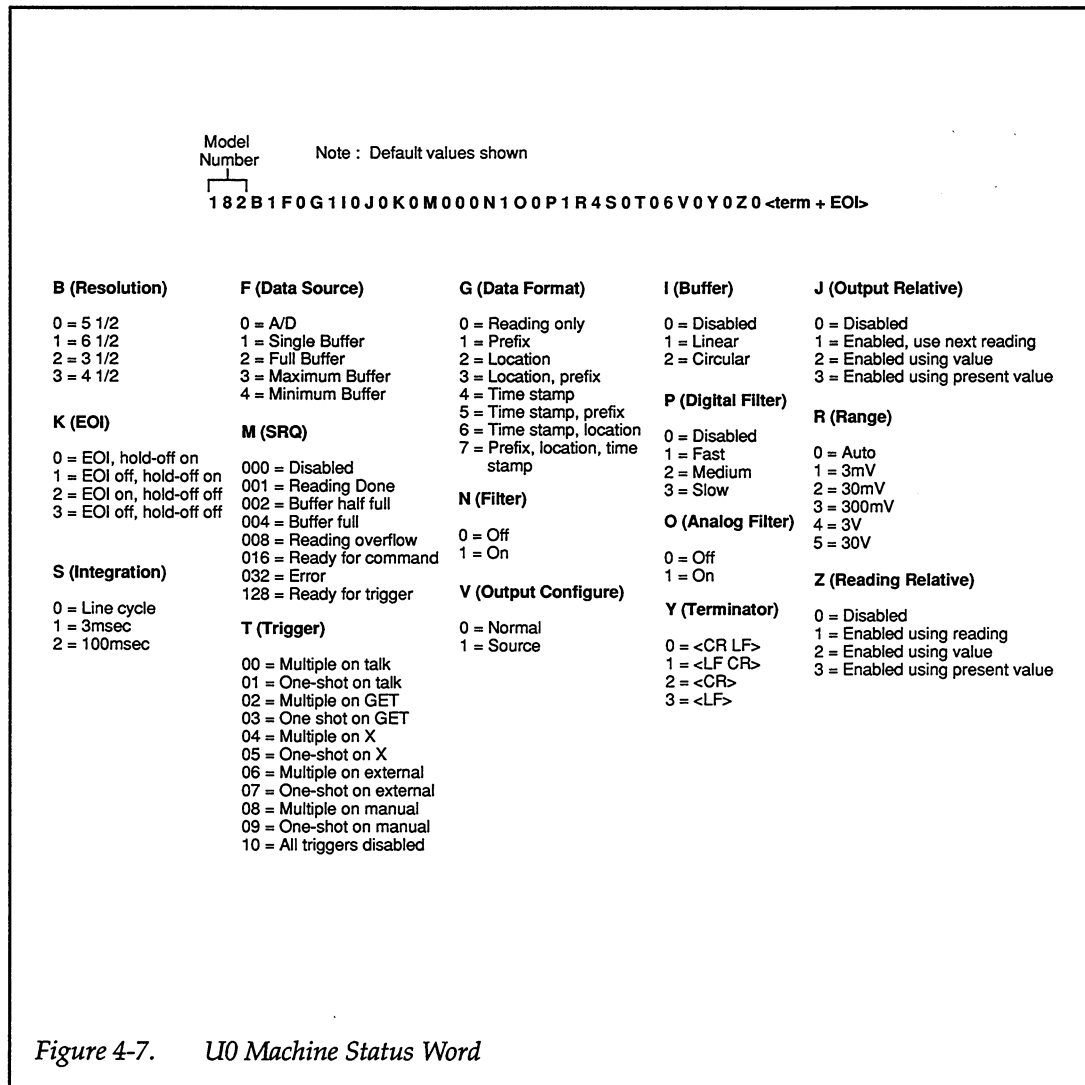 Model
Number
Note : Default values shown
1 8 2 B 1 F 0 G 1 I 0 J 0 K 0 M 0 0 0 N 1 O 0 P 1 R 4 S 0 T 0 6 V 0 Y 0 Z 0 <term + EOI>
B (Resolution)
0 = 5 1/2
1 = 6 1/2
2 = 3 1/2
3 = 4 1/2
K (EOI)
0 = EOI, hold-off on
1 = EOI off, hold-off on
2 = EOI on, hold-off off
3 = EOI off, hold-off off
S (Integration)
0 = Line cycle
1 = 3msec
2 = 100msec
F (Data Source)
0 = A/D
1 = Single Buffer
2 = Full Buffer
3 = Maximum Buffer
4 = Minimum Buffer
M (SRQ)
000 = Disabled
001 = Reading Done
002 = Buffer half full
004 = Buffer full
008 = Reading overflow
016 = Ready for command
032 = Error
128 = Ready for trigger
T (Trigger)
00 = Multiple on talk
01 = One-shot on talk
02 = Multiple on GET
03 = One shot on GET
04 = Multiple on X
05 = One-shot on X
06 = Multiple on external
07 = One-shot on external
08 = Multiple on manual
09 = One-shot on manual
10 = All triggers disabled
G (Data Format)
0 = Reading only
1 = Prefix
2 = Location
3 = Location, prefix
4 = Time stamp
5 = Time stamp, prefix
6 = Time stamp, location
7 = Prefix, location, time
stamp
N (Filter)
0 = Off
1 = On
V (Output Configure)
0 = Normal
1 = Source
I (Buffer)
0 = Disabled
1 = Linear
2 = Circular
P (Digital Filter)
0 = Disabled
1 = Fast
2 = Medium
3 = Slow
O (Analog Filter)
0 = Off
1 = On
Y (Terminator)
0 = <CR LF>
1 = <LF CR>
2 = <CR>
3 = <LF>
J (Output Relative)
0 = Disabled
1 = Enabled, use next reading
2 = Enabled using value
3 = Enabled using present value
R (Range)
0 = Auto
1 = 3mV
2 = 30mV
3 = 300mV
4 = 3V
5 = 30V
Z (Reading Relative)
0 = Disabled
1 = Enabled using reading
2 = Enabled using value
3 = Enabled using present value
Figure 4-7. U0 Machine Status Word